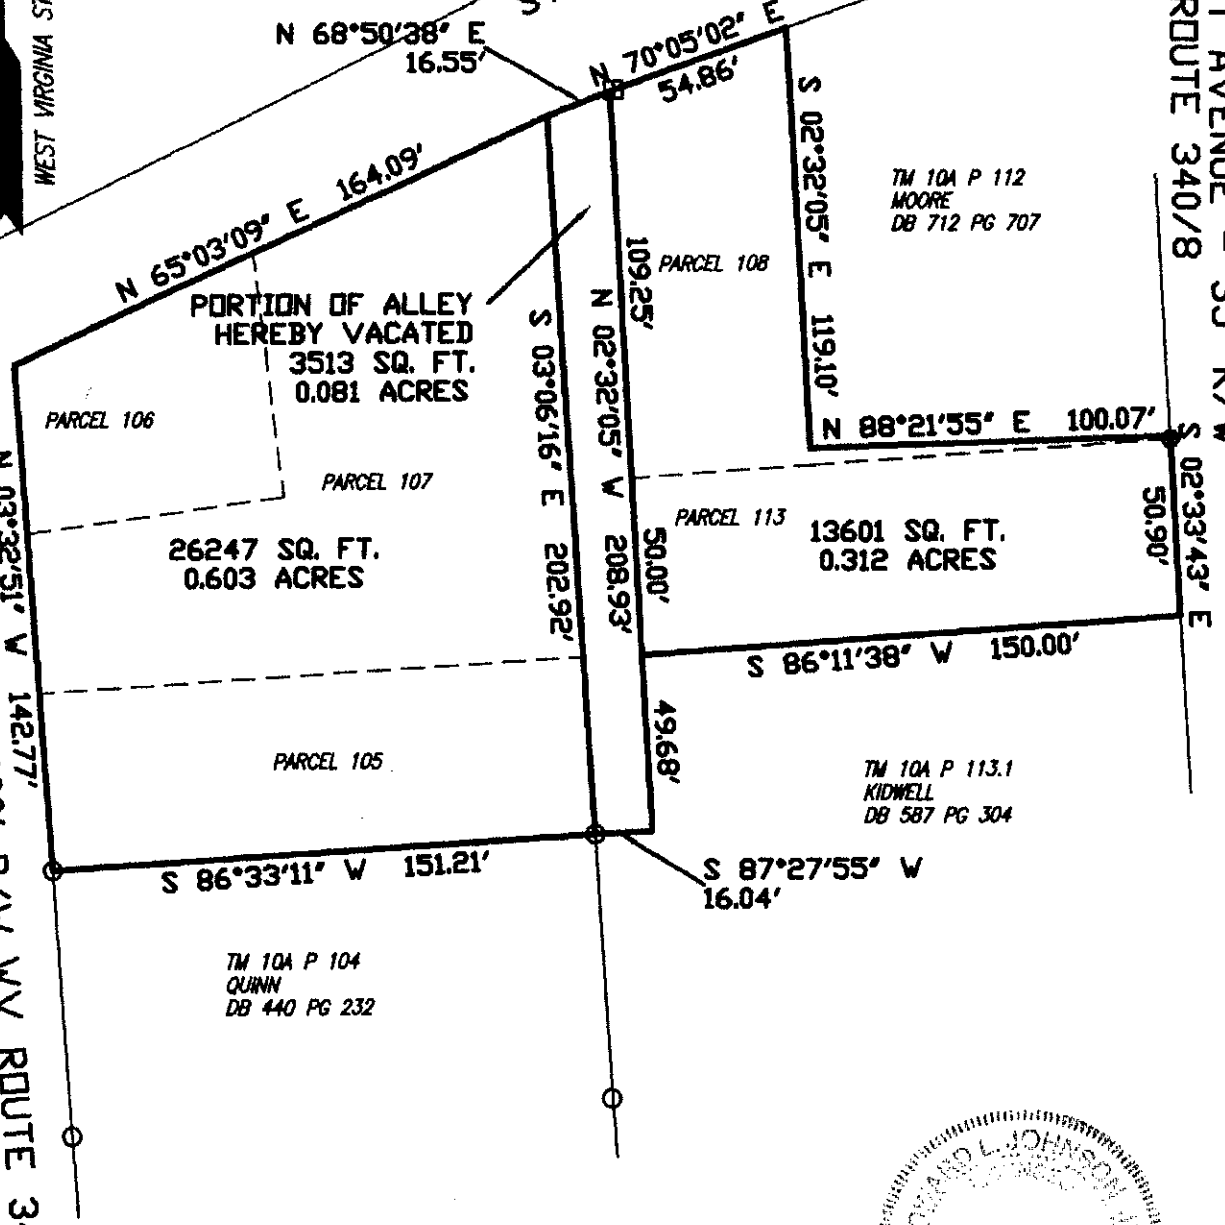 WEST VIRGINIA
N 68°50'38" E
16.55'
N 70°05'02" E
54.86'
AVENUE
ROUTE 340/8
N 65°03'09" E 164.09'
S 02°32'05" E 119.10'
TM 10A P 112
MOORE
DB 712 PG 707
109.25'
PARCEL 108
PORTION OF ALLEY
HEREBY VACATED
3513 SQ. FT.
0.081 ACRES
S 03°06'16" E 202.92'
N 02°32'05" W 208.93'
PARCEL 106
PARCEL 107
N 88°21'55" E 100.07'
S 02°33'43" E
50.90'
N 03°32'51" W 142.77'
26247 SQ. FT.
0.603 ACRES
PARCEL 113
13601 SQ. FT.
0.312 ACRES
50.00'
S 86°11'38" W 150.00'
49.68'
PARCEL 105
TM 10A P 113.1
KIDWELL
DB 587 PG 304
S 86°33'11" W 151.21'
S 87°27'55" W
16.04'
TM 10A P 104
QUINN
DB 440 PG 232
R/W WV ROUTE
L. JOHNSON